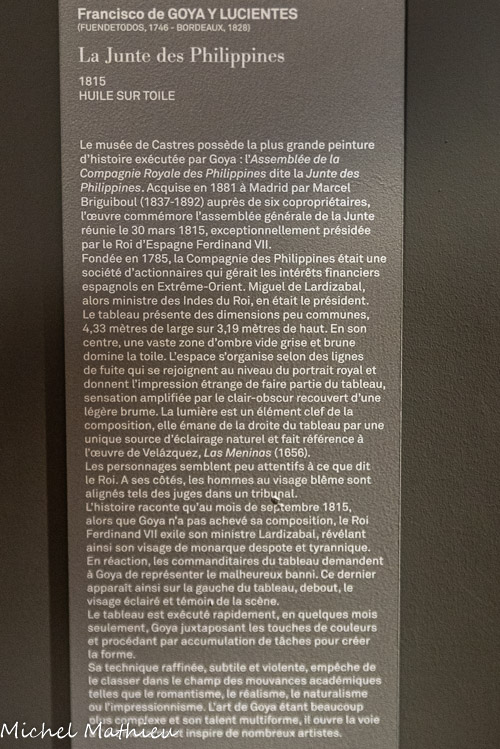 Francisco de GOYA Y LUCIENTES
(FUENDETODOS, 1746 - BORDEAUX, 1828)
La Junte des Philippines
1815
HUILE SUR TOILE
Le musée de Castres possède la plus grande peinture
d'histoire exécutée par Goya : l'Assemblée de la
Compagnie Royale des Philippines dite la Junte des
Philippines. Acquise en 1881 à Madrid par Marcel
Briguiboul (1837-1892) auprès de six copropriétaires,
l'œuvre commémore l'assemblée générale de la Junte
réunie le 30 mars 1815, exceptionnellement présidée
par le Roi d'Espagne Ferdinand VII.
Fondée en 1785, la Compagnie des Philippines était une
société d'actionnaires qui gérait les intérêts financiers
espagnols en Extrême-Orient. Miguel de Lardizabal,
alors ministre des Indes du Roi, en était le président.
Le tableau présente des dimensions peu communes,
4,33 mètres de large sur 3,19 mètres de haut. En son
centre, une vaste zone d'ombre vide grise et brune
domine la toile. L'espace s'organise selon des lignes
de fuite qui se rejoignent au niveau du portrait royal et
donnent l'impression étrange de faire partie du tableau,
sensation amplifiée par le clair-obscur recouvert d'une
légère brume. La lumière est un élément clef de la
composition, elle émane de la droite du tableau par une
unique source d'éclairage naturel et fait référence à
l'œuvre de Velázquez, Las Meninas (1656).
Les personnages semblent peu attentifs à ce que dit
le Roi. A ses côtés, les hommes au visage blême sont
alignés tels des juges dans un tribunal.
L'histoire raconte qu'au mois de septembre 1815,
alors que Goya n'a pas achevé sa composition, le Roi
Ferdinand VII exile son ministre Lardizabal, révélant
ainsi son visage de monarque despote et tyrannique.
En réaction, les commanditaires du tableau demandent
à Goya de représenter le malheureux banni. Ce dernier
apparaît ainsi sur la gauche du tableau, debout, le
visage éclairé et témoin de la scène.
Le tableau est exécuté rapidement, en quelques mois
seulement, Goya juxtaposant les touches de couleurs
et procédant par accumulation de tâches pour créer
la forme.
Sa technique raffinée, subtile et violente, empêche de
le classer dans le champ des mouvances académiques
telles que le romantisme, le réalisme, le naturalisme
ou l'impressionnisme. L'art de Goya étant beaucoup
plus complexe et son talent multiforme, il ouvre la voie
inspire de nombreux artistes.
Michel Mathieu